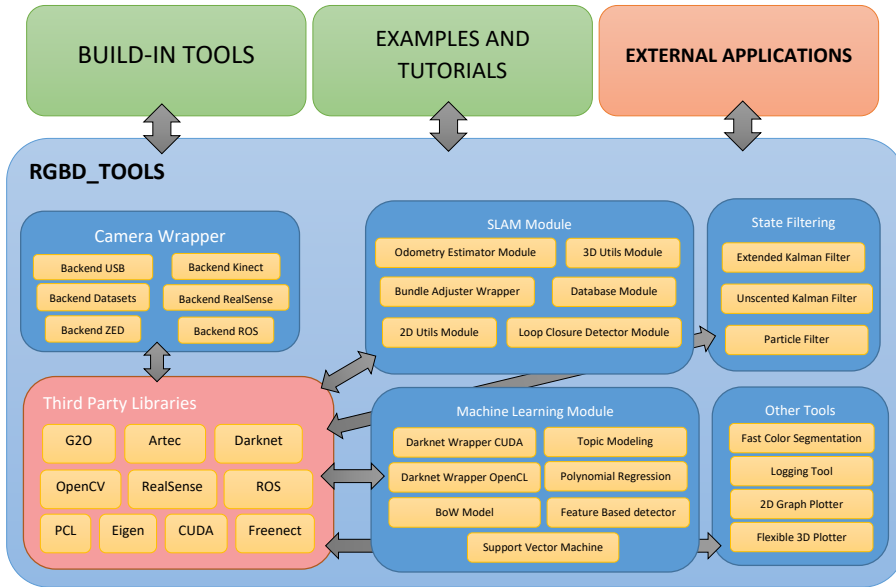 BUILD-IN TOOLS
EXAMPLES AND
TUTORIALS
EXTERNAL APPLICATIONS
RGBD_TOOLS
Camera Wrapper
Backend USB
Backend Kinect
Backend Datasets
Backend RealSense
Backend ZED
Backend ROS
SLAM Module
Odometry Estimator Module
3D Utils Module
Bundle Adjuster Wrapper
Database Module
2D Utils Module
Loop Closure Detector Module
State Filtering
Extended Kalman Filter
Unscented Kalman Filter
Particle Filter
Third Party Libraries
G2O
Artec
Darknet
OpenCV
RealSense
ROS
PCL
Eigen
CUDA
Freenect
Machine Learning Module
Darknet Wrapper CUDA
Topic Modeling
Darknet Wrapper OpenCL
Polynomial Regression
BoW Model
Feature Based detector
Support Vector Machine
Other Tools
Fast Color Segmentation
Logging Tool
2D Graph Plotter
Flexible 3D Plotter